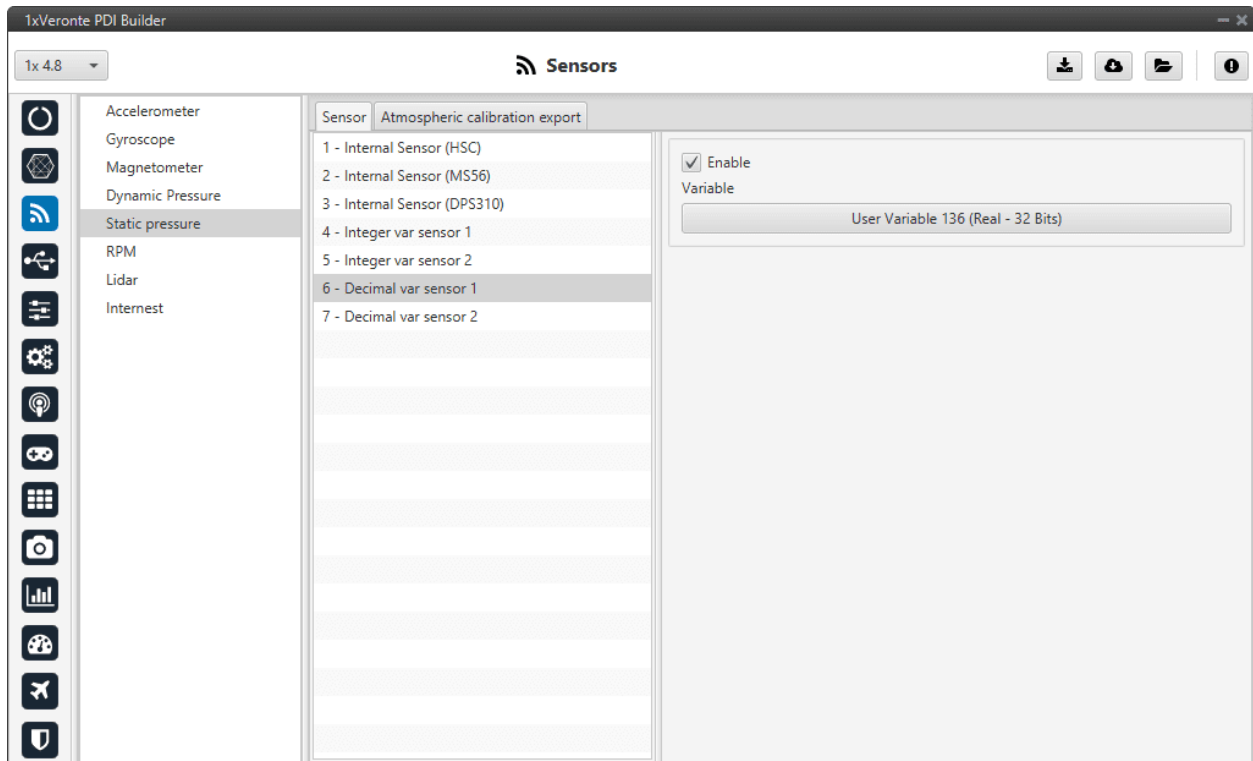 1xVeronte PDI Builder
1x 4.8
Sensors
Accelerometer
Gyroscope
Magnetometer
Dynamic Pressure
Static pressure
RPM
Lidar
Internest
Sensor
Atmospheric calibration export
1 - Internal Sensor (HSC)
2 - Internal Sensor (MS56)
3 - Internal Sensor (DPS310)
4 - Integer var sensor 1
5 - Integer var sensor 2
6 - Decimal var sensor 1
7 - Decimal var sensor 2
Enable
Variable
User Variable 136 (Real - 32 Bits)